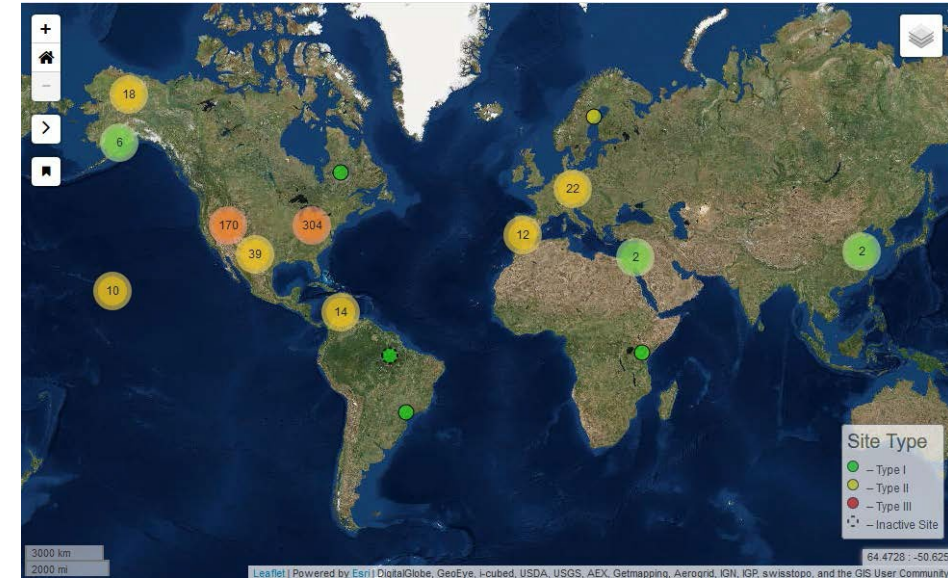 +
−
18
6
170
304
39
10
14
22
12
2
2
Site Type
– Type I
– Type II
– Type III
– Inactive Site
3000 km
2000 mi
64.4728 : -50.625
Leaflet | Powered by Esri | DigitalGlobe, GeoEye, i-cubed, USDA, USGS, AEX, Getmapping, Aerogrid, IGN, IGP, swisstopo, and the GIS User Communit